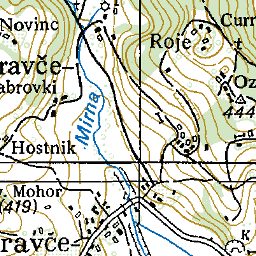 Novinc
Curr
Roje
ravče-
abrovki
Oz
444
Mirna
Hostnik
v. Mohor
(419)
ravče-
K